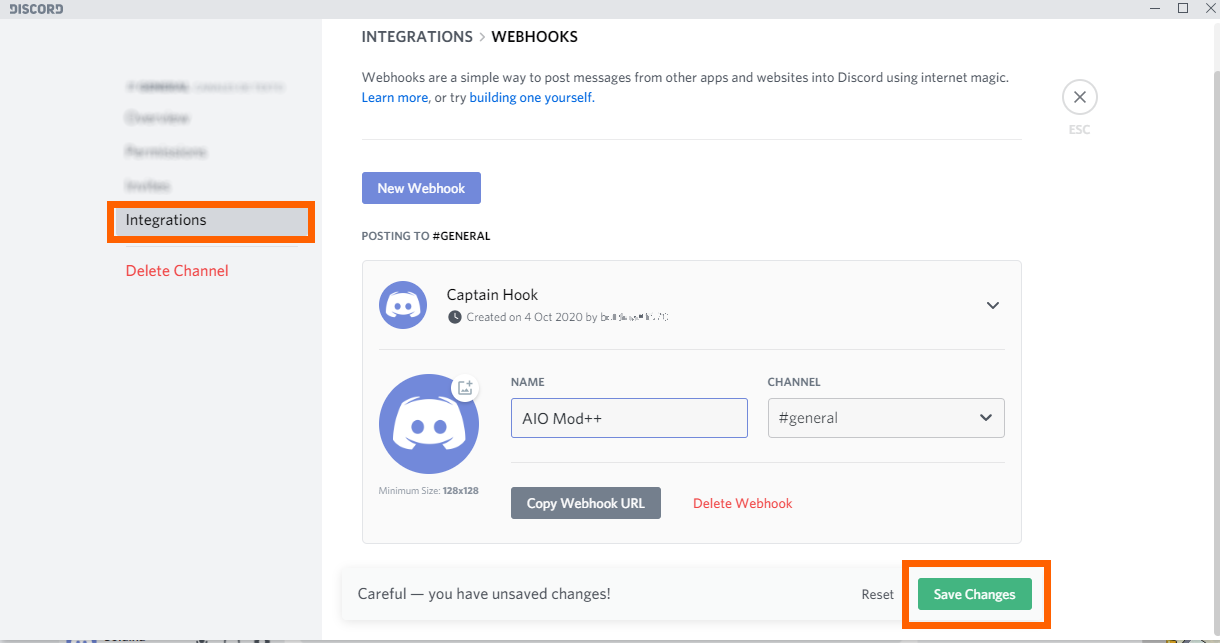 DISCORD
INTEGRATIONS > WEBHOOKS
Webhooks are a simple way to post messages from other apps and websites into Discord using internet magic.
Learn more, or try building one yourself.
ESC
GENERAL
Overview
Permissions
Invites
Integrations
Delete Channel
New Webhook
POSTING TO #GENERAL
Captain Hook
Created on 4 Oct 2020 by
NAME
CHANNEL
AIO Mod++
#general
Minimum Size: 128x128
Copy Webhook URL
Delete Webhook
Careful — you have unsaved changes!
Reset
Save Changes